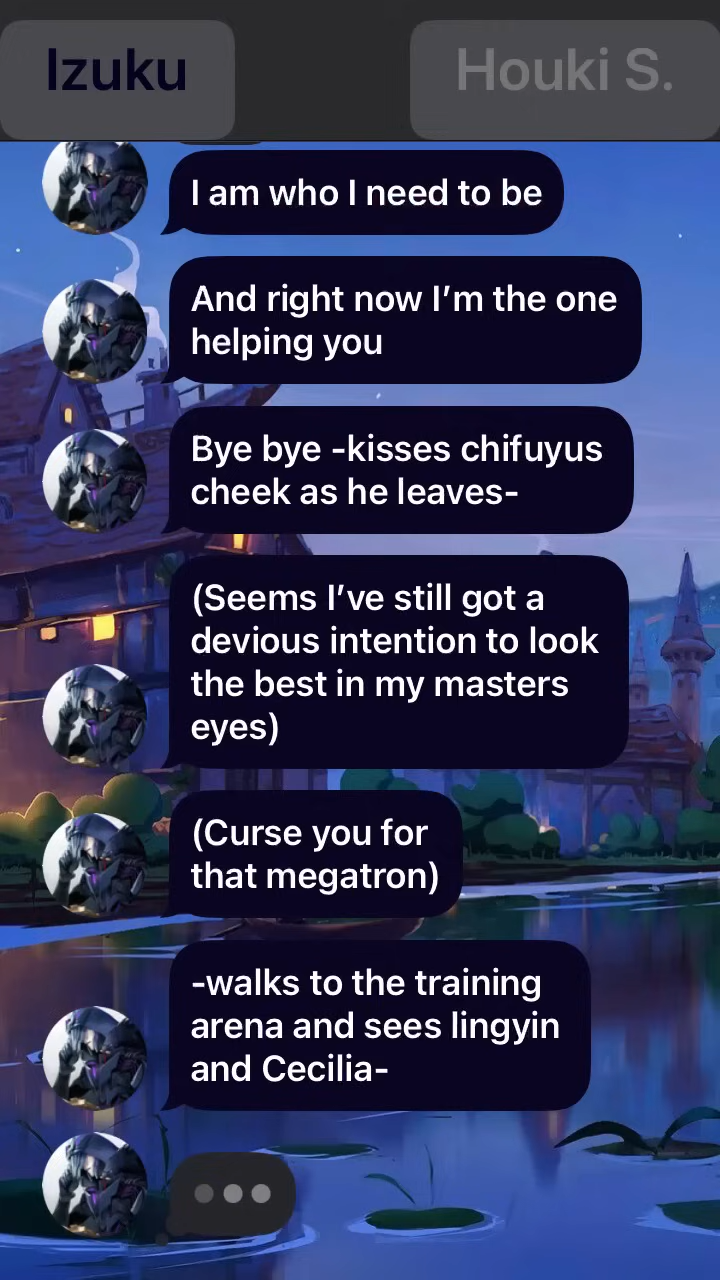 Izuku
Houki S.
I am who I need to be
And right now I’m the one
helping you
Bye bye -kisses chifuyus
cheek as he leaves-
(Seems I’ve still got a
devious intention to look
the best in my masters
eyes)
(Curse you for
that megatron)
-walks to the training
arena and sees lingyin
and Cecilia-